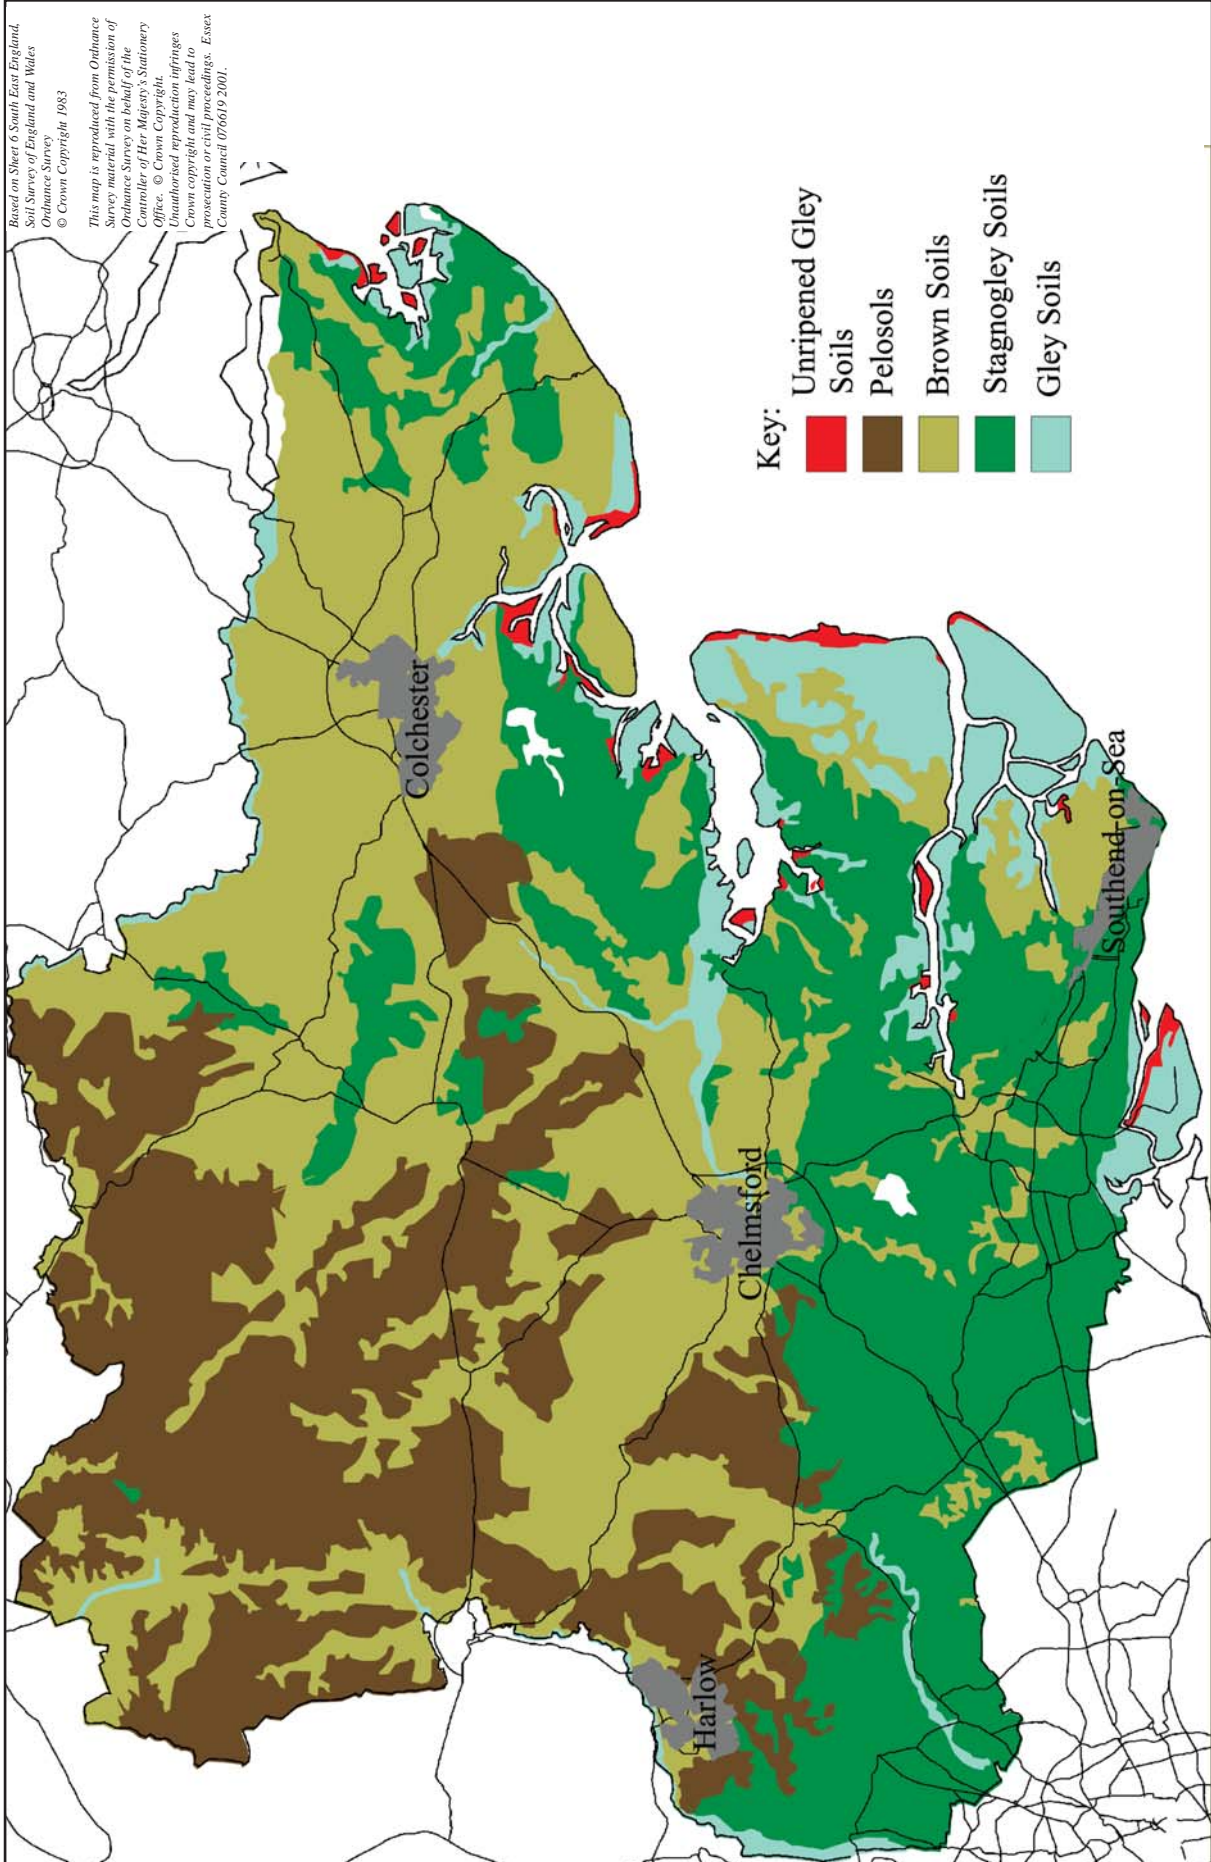 Based on Sheet 6 South East England,
Soil Survey of England and Wales
Ordnance Survey
© Crown Copyright 1983
This map is reproduced from Ordnance
Survey material with the permission of
Ordnance Survey on behalf of the
Controller of Her Majesty's Stationery
Office. © Crown Copyright.
Unauthorised reproduction infringes
Crown copyright and may lead to
prosecution or civil proceedings. Essex
County Council 076619 2001.
Colchester
Chelmsford
Harlow
Southend-on-Sea
Key:
Unripened Gley
Soils
Pelosols
Brown Soils
Stagnogley Soils
Gley Soils